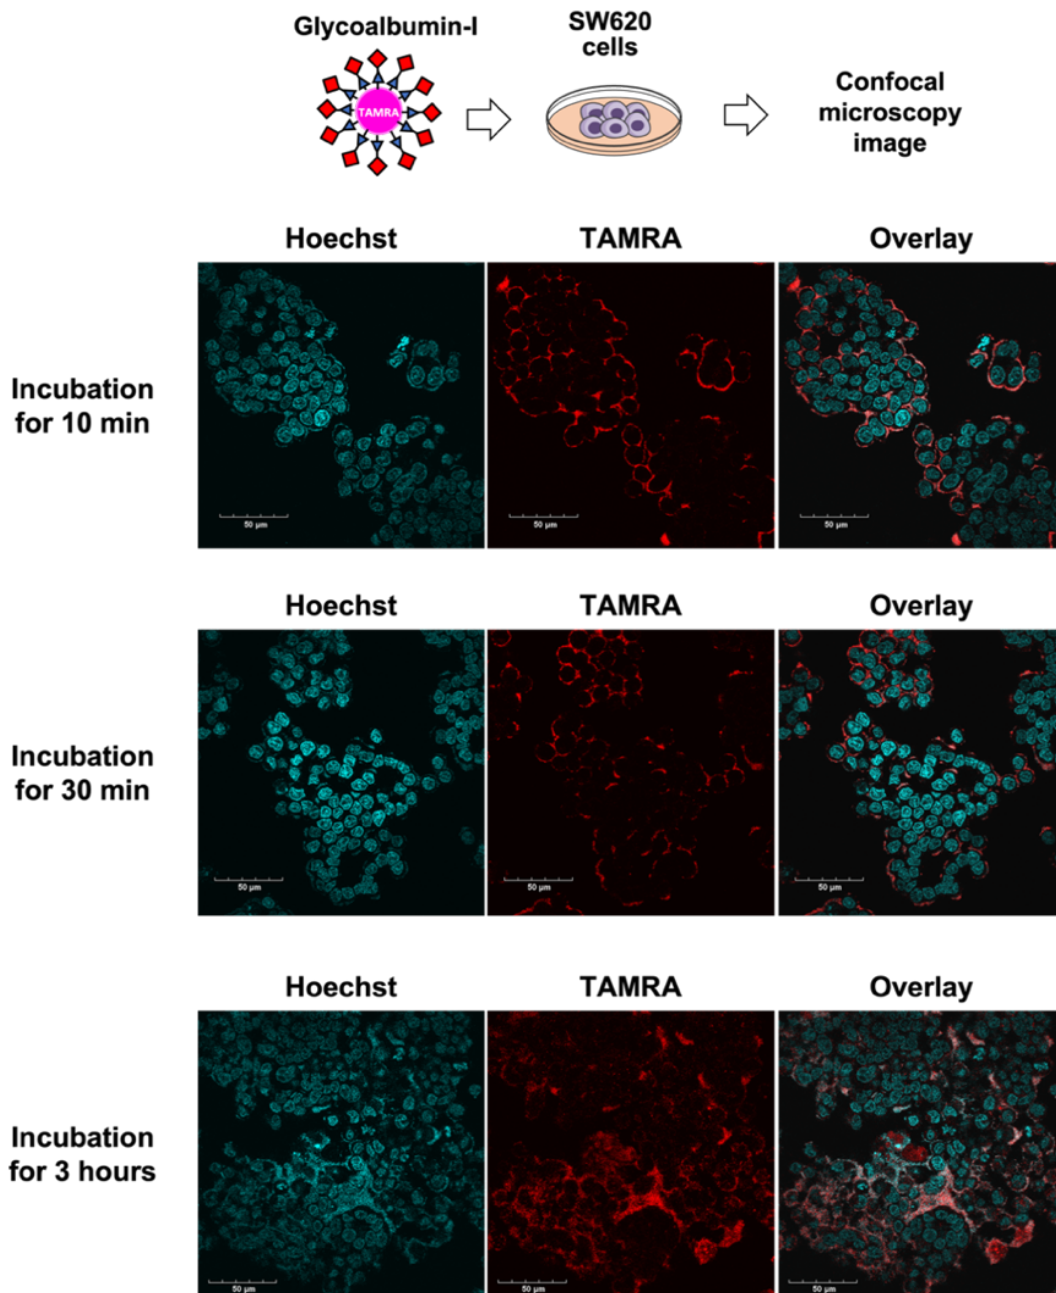 Glycoalbumin-I
SW620
cells
TAMRA
Confocal
microscopy
image
Hoechst
TAMRA
Overlay
Incubation
for 10 min
50 µm
50 µm
50 µm
Hoechst
TAMRA
Overlay
Incubation
for 30 min
50 µm
50 µm
50 µm
Hoechst
TAMRA
Overlay
Incubation
for 3 hours
50 µm
50 µm
50 µm